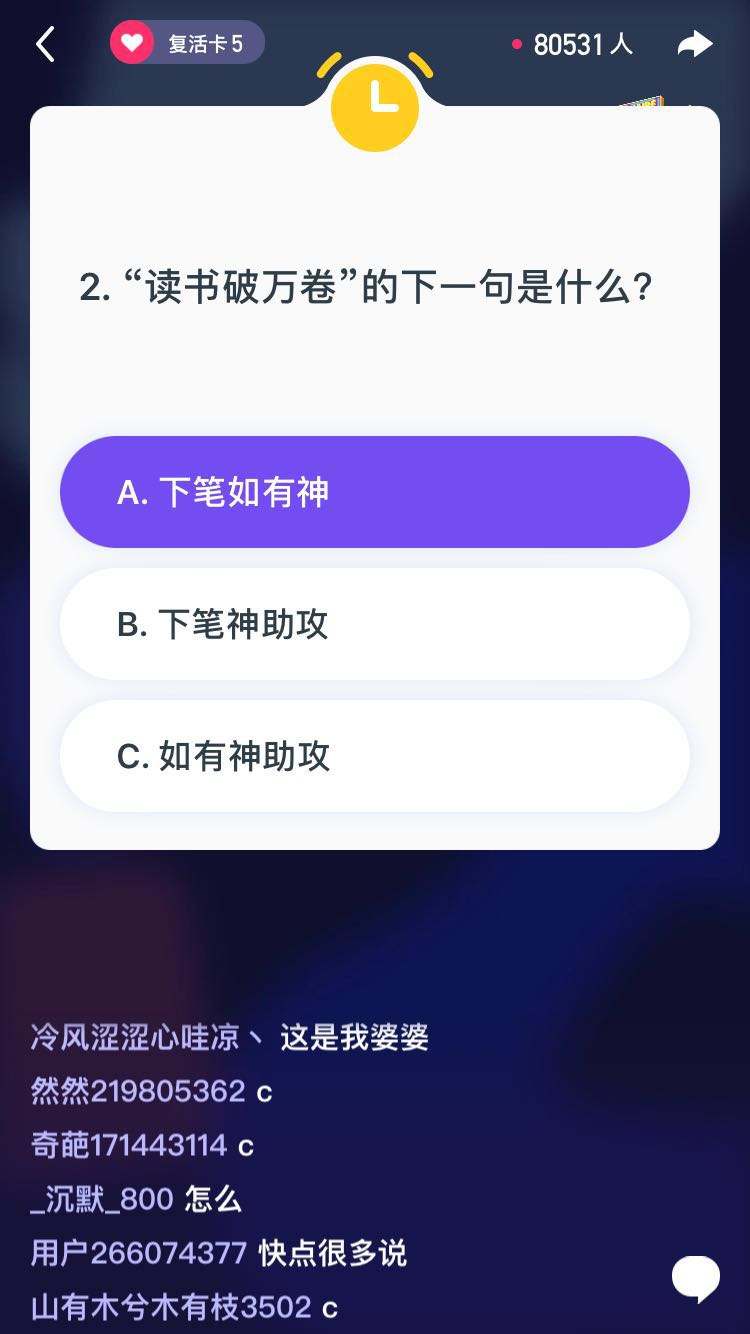 复活卡5
80531人
2. “读书破万卷”的下一句是什么?
A. 下笔如有神
B. 下笔神助攻
C. 如有神助攻
冷风涩涩心哇凉丶 这是我婆婆
然然219805362 c
奇葩171443114 c
_沉默_800 怎么
用户266074377 快点很多说
山有木兮木有枝3502 c